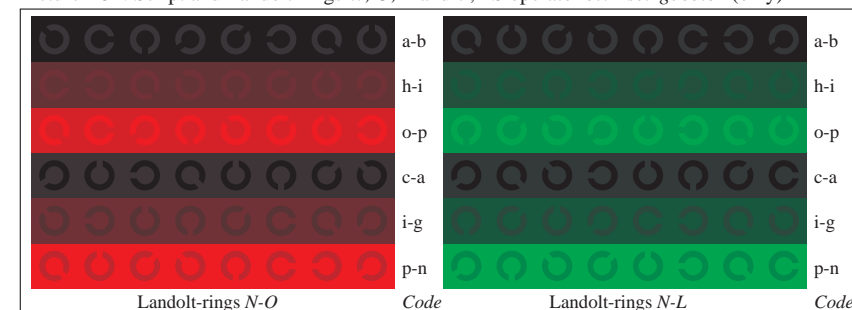 a-b a-b
h-i h-i
o-p o-p
c-a c-a
i-g i-g
p-n p-n
Landolt-rings N-O Code Landolt-rings N-L Code